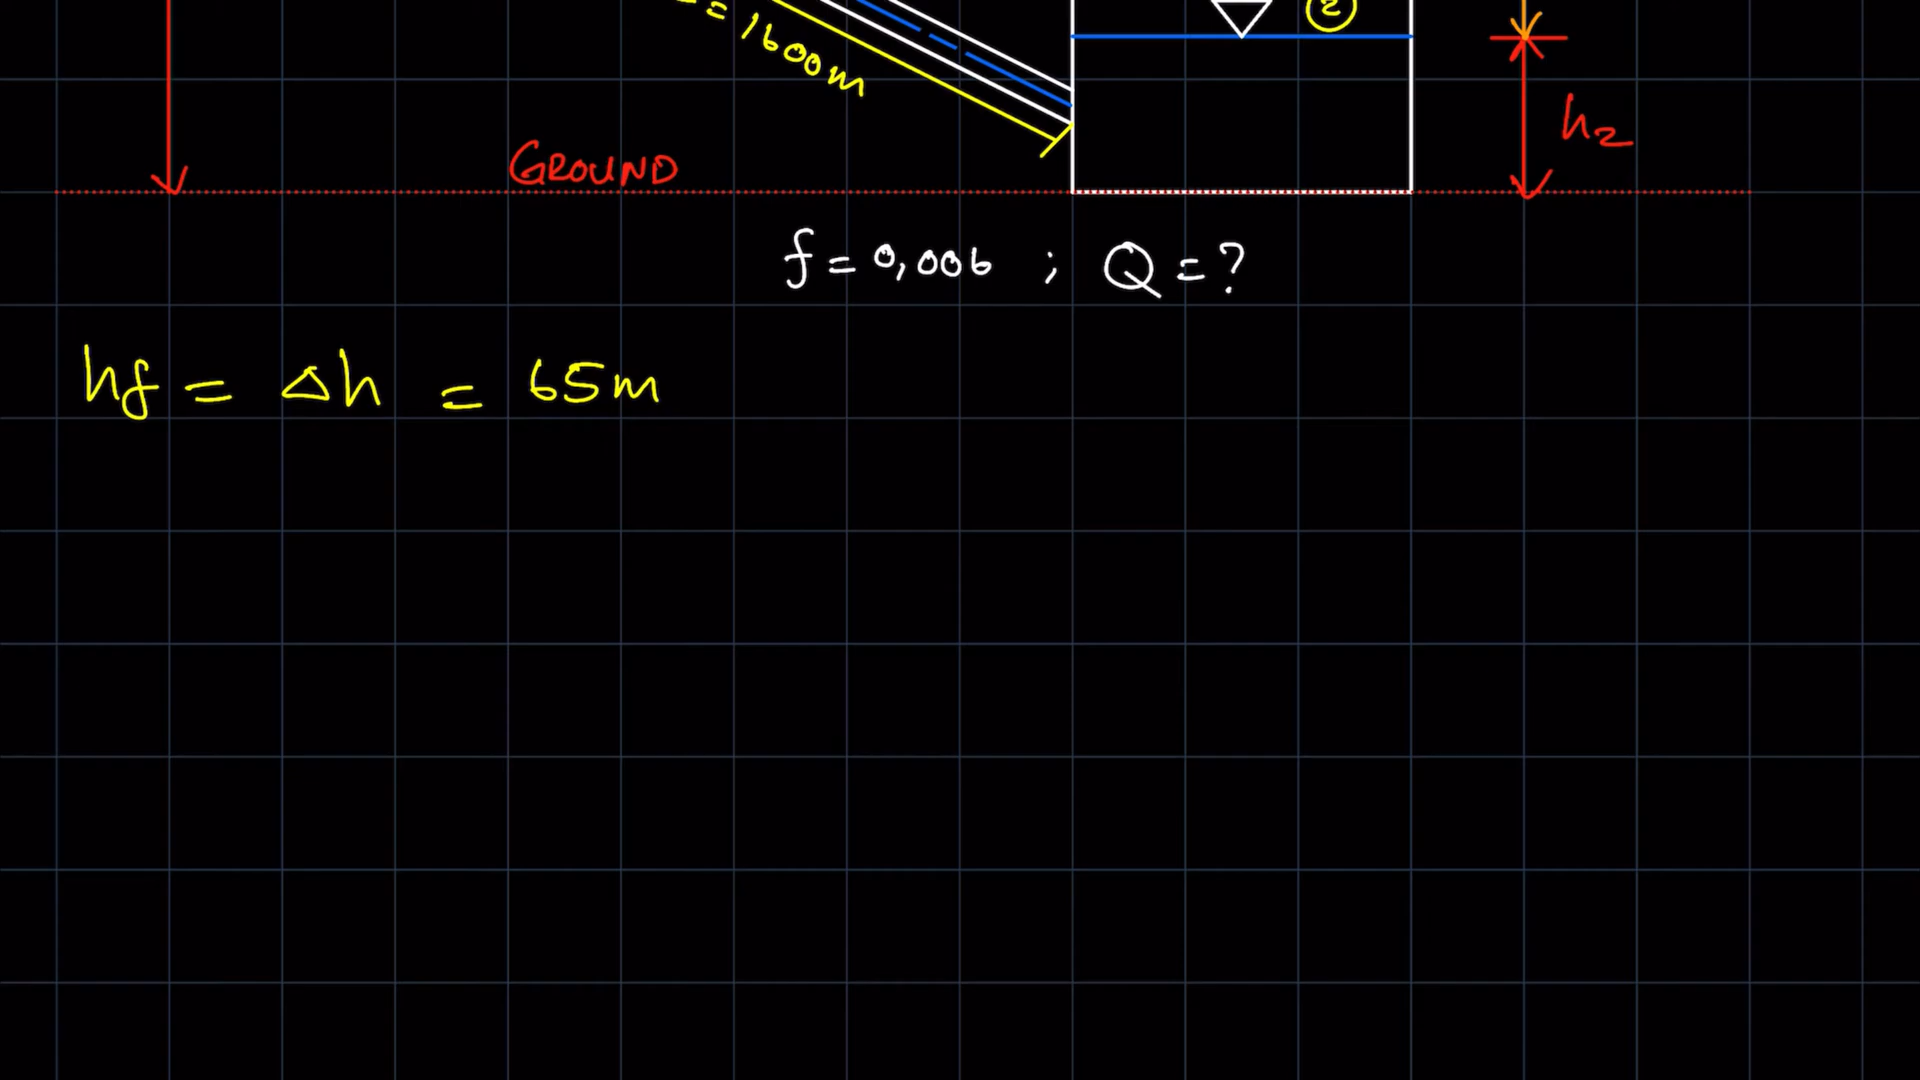 ②
= 1600m
h2
GROUND
f = 0,006 ; Q = ?
hf = Δh = 65m